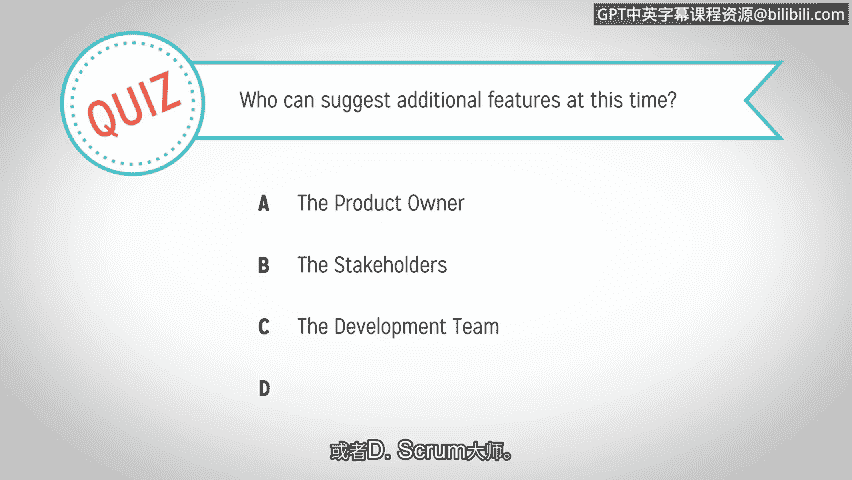 GPT中英字幕课程资源@bilibili.com
QUIZ
Who can suggest additional features at this time?
A The Product Owner
B The Stakeholders
C The Development Team
D
或者D. Scrum大师。